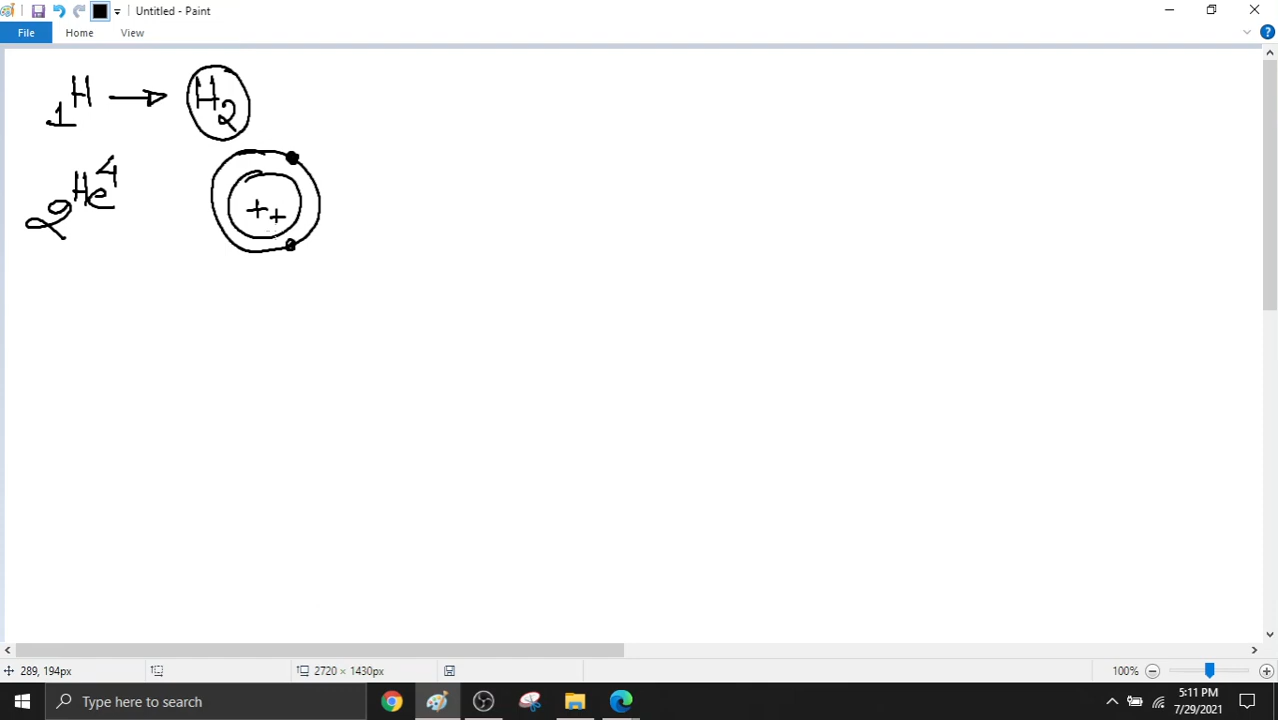 Untitled - Paint
File Home View
1H → H2
2He4
++
289, 194px 2720 × 1430px 100%
Type here to search
5:11 PM
7/29/2021